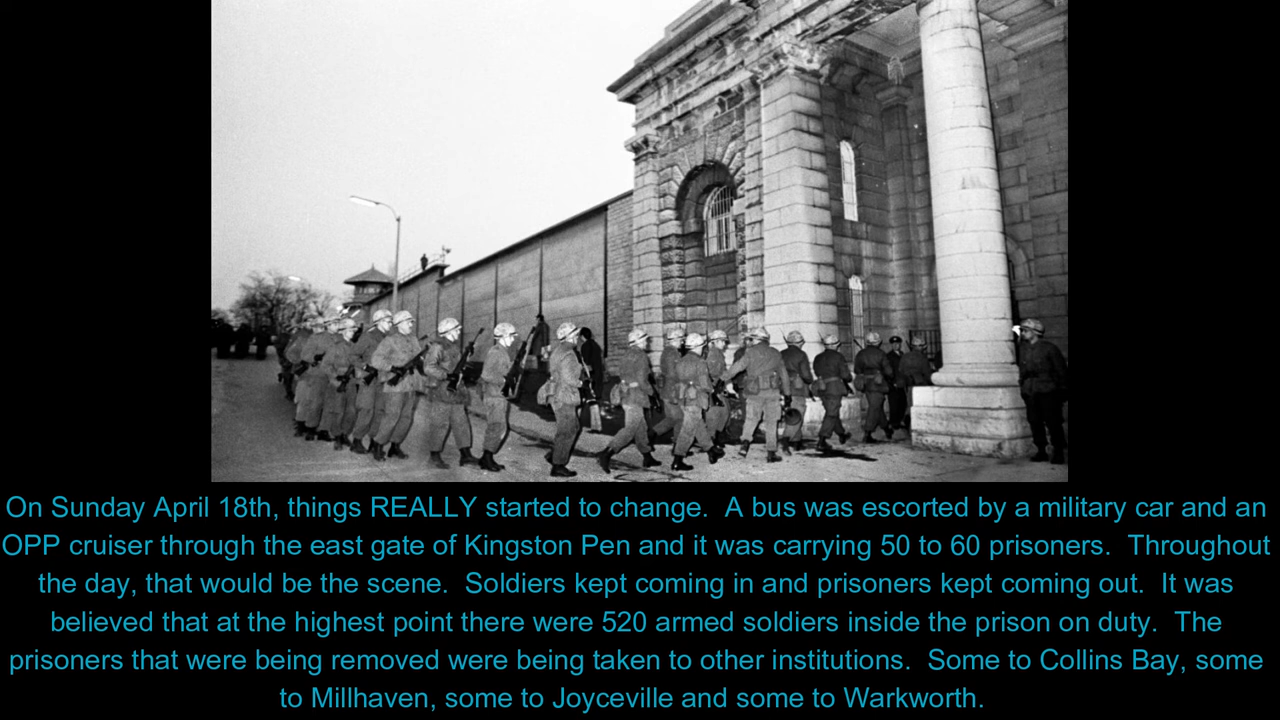 On Sunday April 18th, things REALLY started to change.  A bus was escorted by a military car and an
OPP cruiser through the east gate of Kingston Pen and it was carrying 50 to 60 prisoners.  Throughout
the day, that would be the scene.  Soldiers kept coming in and prisoners kept coming out.  It was
believed that at the highest point there were 520 armed soldiers inside the prison on duty.  The
prisoners that were being removed were being taken to other institutions.  Some to Collins Bay, some
to Millhaven, some to Joyceville and some to Warkworth.